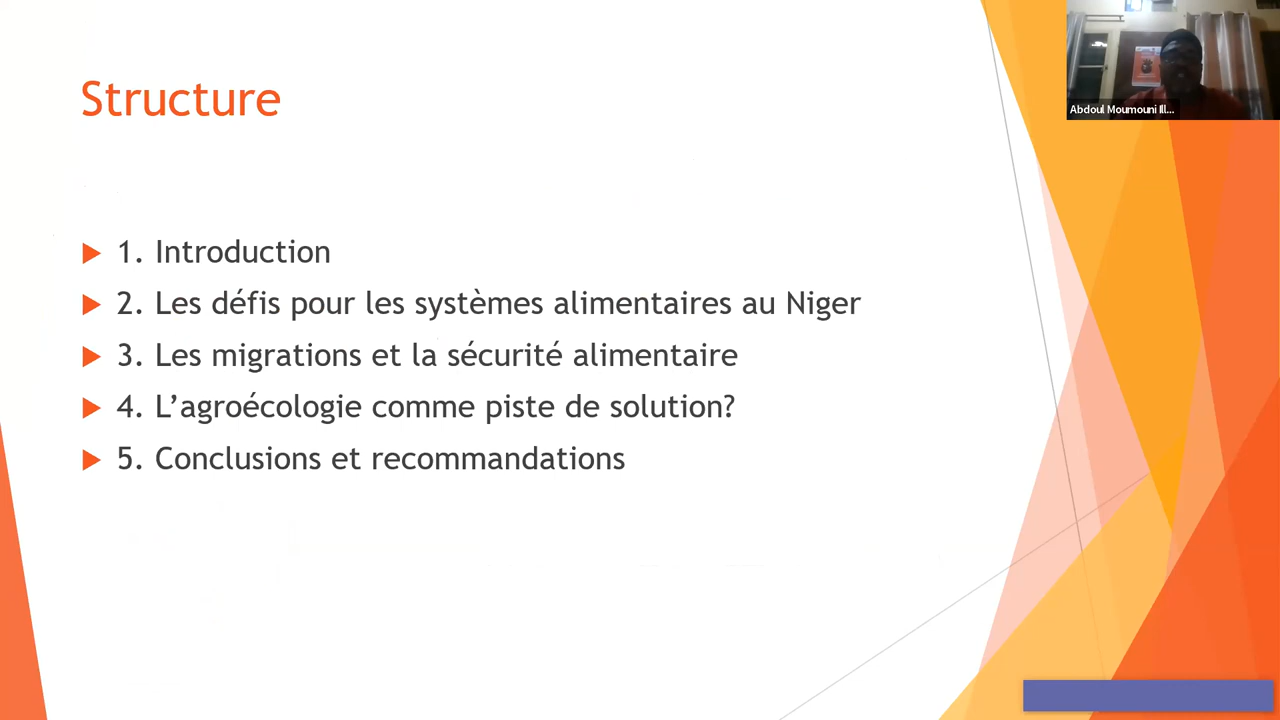 Structure
Abdoul Moumouni Ill...
1. Introduction
2. Les défis pour les systèmes alimentaires au Niger
3. Les migrations et la sécurité alimentaire
4. L’agroécologie comme piste de solution?
5. Conclusions et recommandations